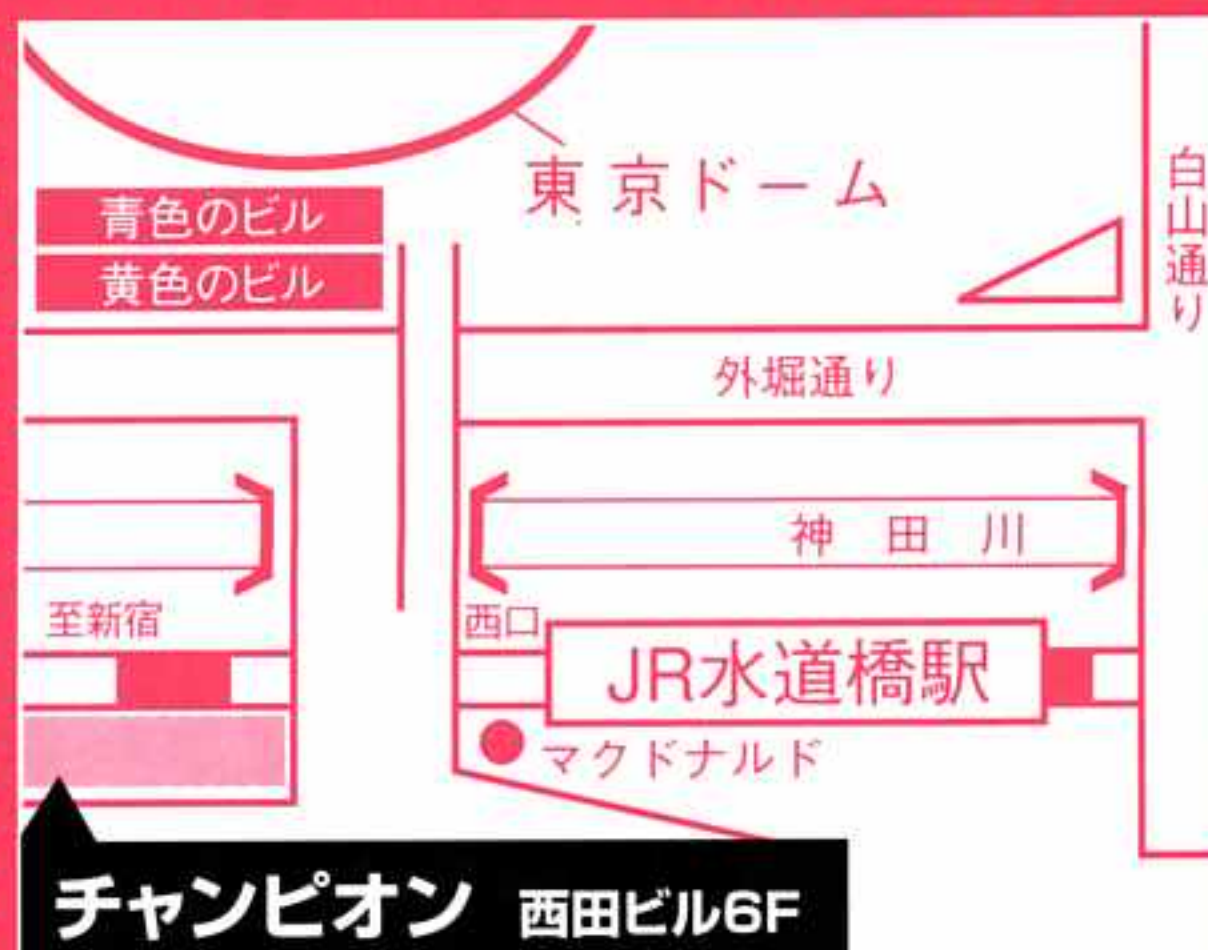 東京ドーム
白山通り
青色のビル
黄色のビル
外堀通り
神田川
至新宿
西口
JR水道橋駅
マクドナルド
チャンピオン 西田ビル6F